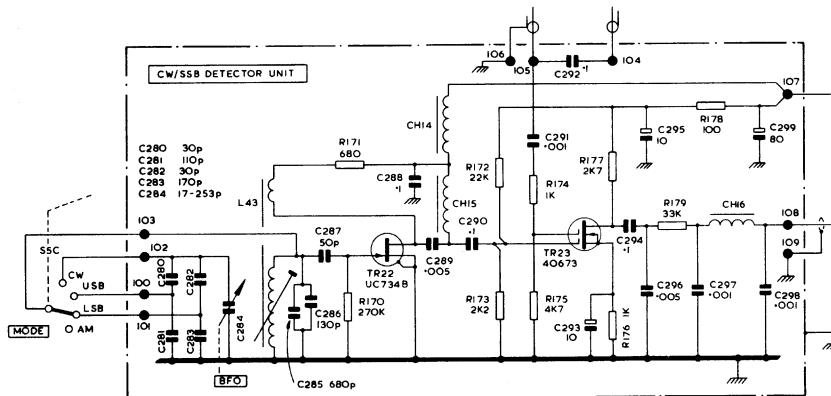 106
105
104
C292
·1
107
CW/SSB DETECTOR UNIT
C280 30p
C281 110p
C282 30p
C283 170p
C284 17-253p
CH14
R178
100
C295
10
C299
80
R171
680
C291
·001
R177
2K7
C288
·1
R172
22K
R174
1K
L43
CH15
R179
33K
CH16
103
C287
50p
C290
·1
108
S5C
102
TR22
UC734B
C289
·005
TR23
40673
C294
·1
109
CW
USB
LSB
AM
100
101
C280
C282
C281
C283
C284
MODE
BFO
C286
130p
R170
270K
R173
2K2
R175
4K7
C293
10
R176 1K
C296
·005
C297
·001
C298
·001
C285 680p